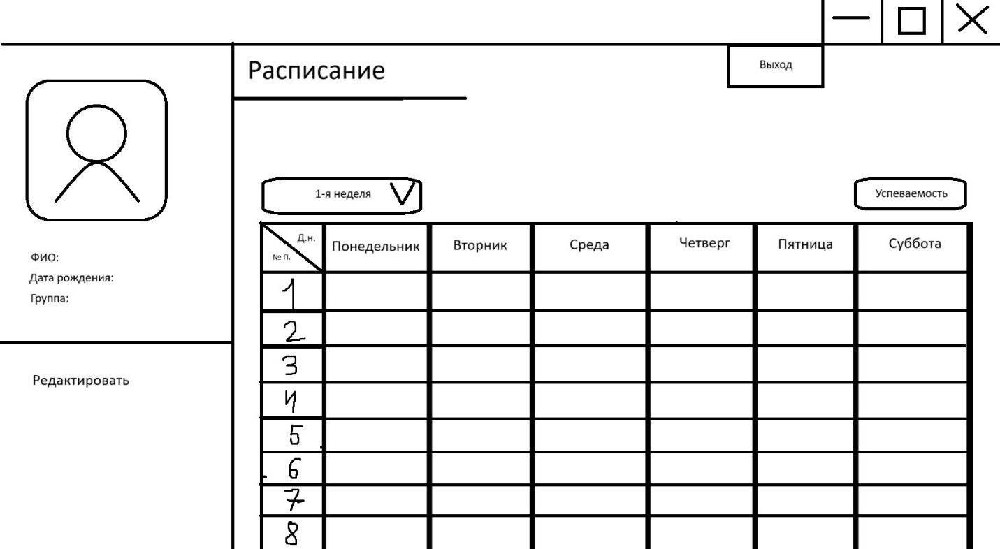 Расписание
Выход
1-я неделя
Успеваемость
Д.н.
№ П.
Понедельник Вторник Среда Четверг Пятница Суббота
1
2
3
4
5
6
7
8
ФИО:
Дата рождения:
Группа:
Редактировать